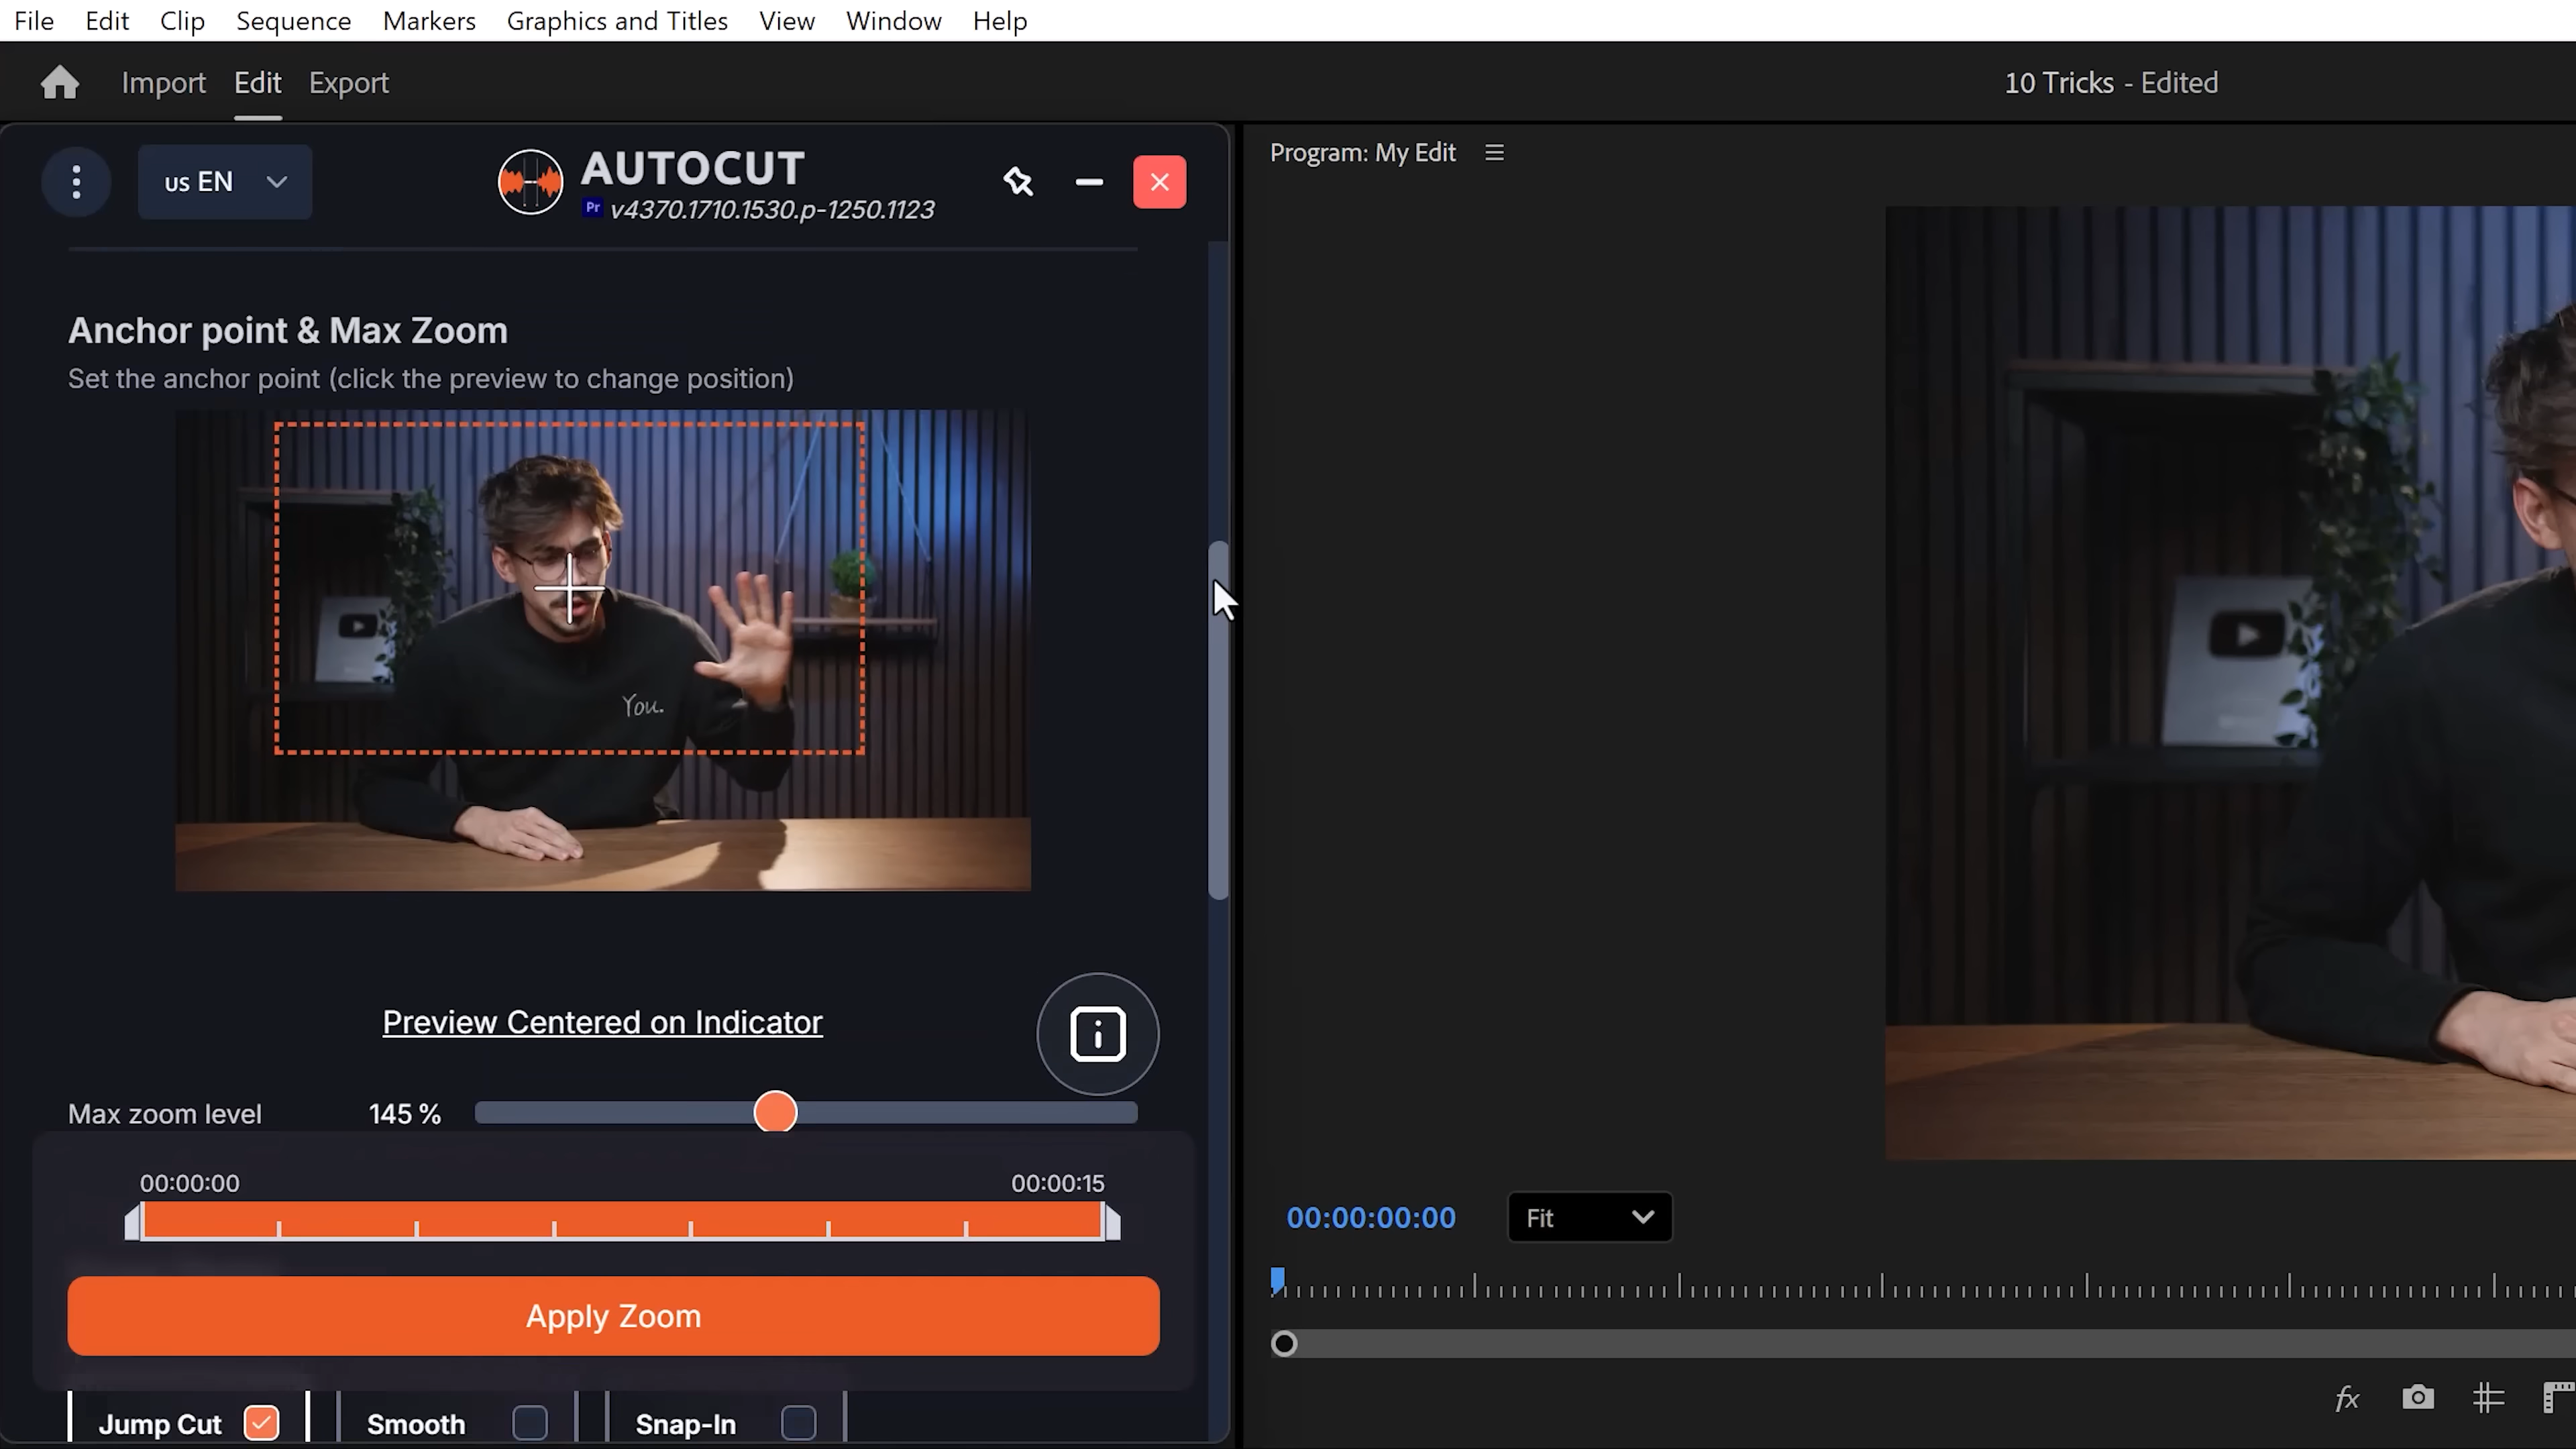 File Edit Clip Sequence Markers Graphics and Titles View Window Help
Import Edit Export
10 Tricks - Edited
us EN
AUTOCUT
Pr v4370.1710.1530.p-1250.1123
Program: My Edit
Anchor point & Max Zoom
Set the anchor point (click the preview to change position)
You.
Preview Centered on Indicator
Max zoom level 145 %
00:00:00 00:00:15
00:00:00:00 Fit
Apply Zoom
fx
Jump Cut Smooth Snap-In